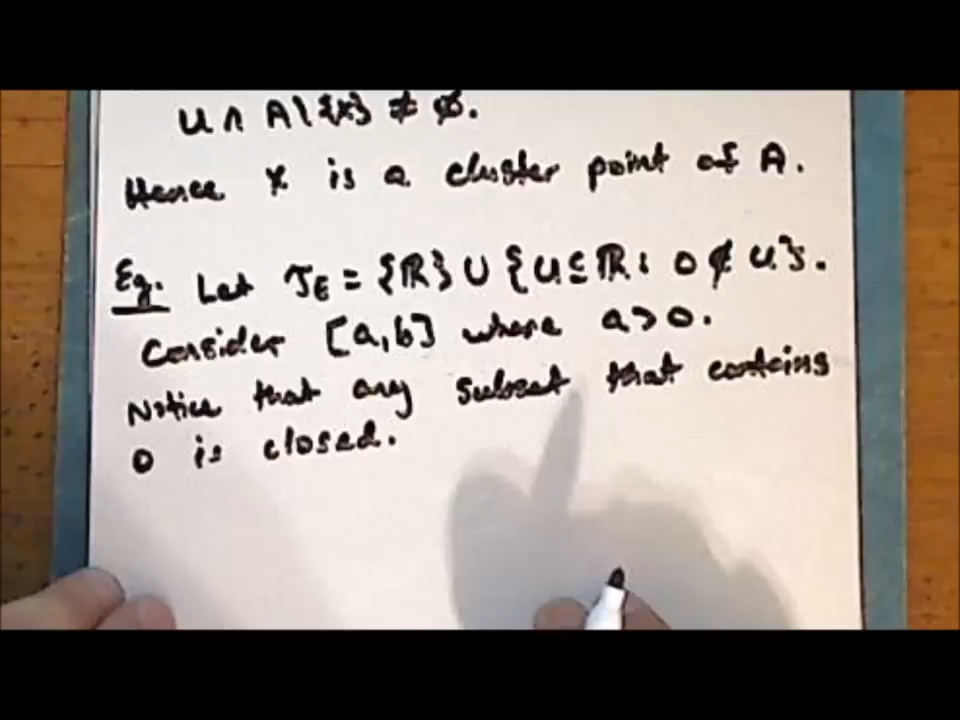 U ∩ A \ {x} ≠ ∅.
Hence x is a cluster point of A.
Eg. Let 𝒯_E = {ℝ} ∪ {U ⊆ ℝ : 0 ∉ U}.
Consider [a,b] where a > 0.
Notice that any subset that contains
0 is closed.